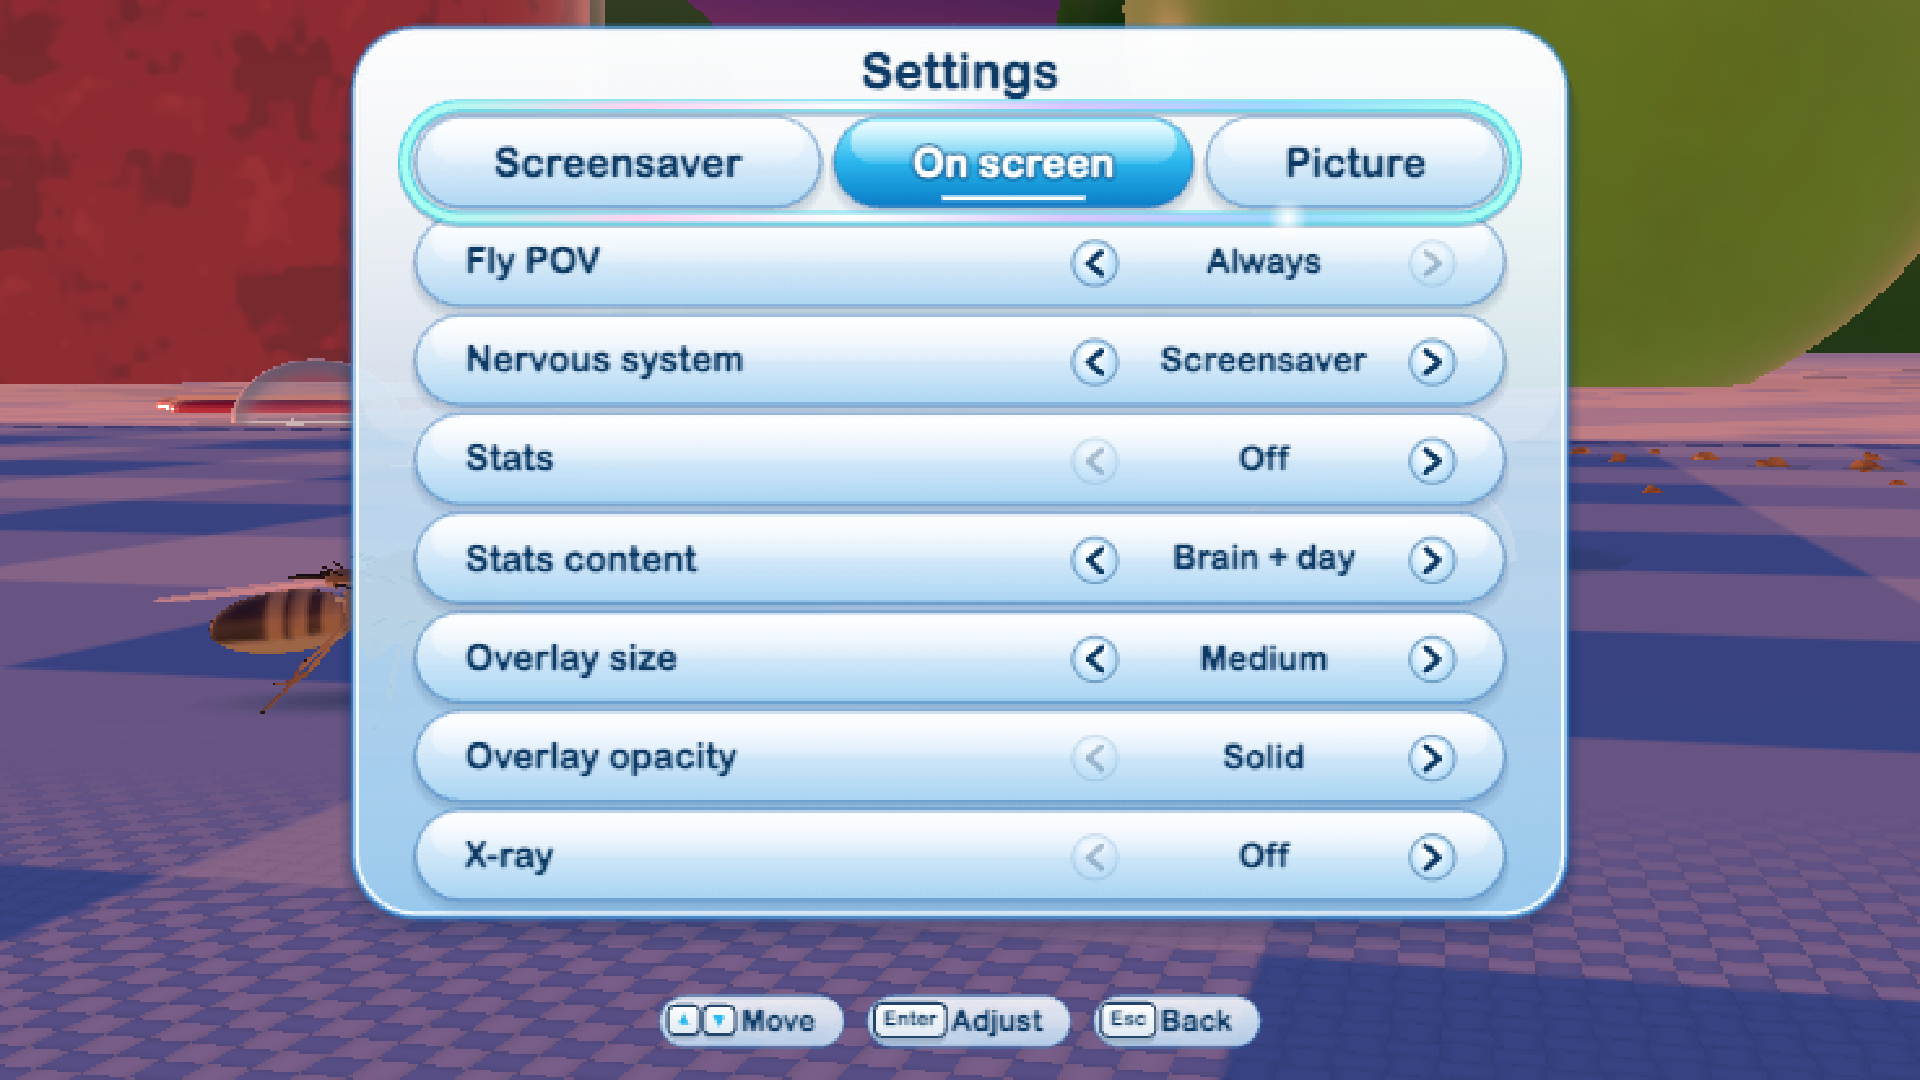 Settings
Screensaver On screen Picture
Fly POV < Always >
Nervous system < Screensaver >
Stats < Off >
Stats content < Brain + day >
Overlay size < Medium >
Overlay opacity < Solid >
X-ray < Off >
▲ ▼ Move Enter Adjust Esc Back